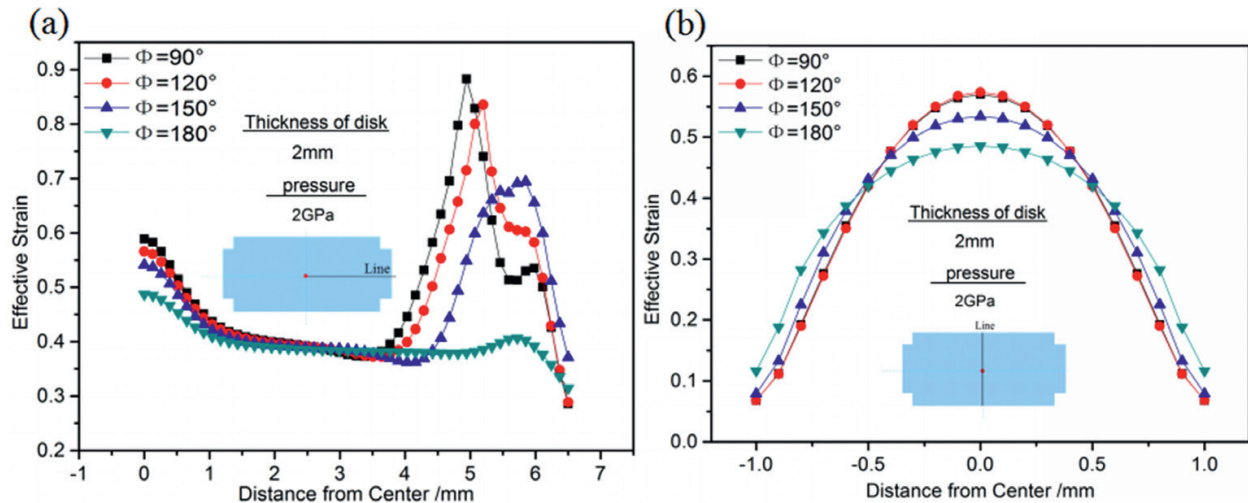 (a)
Φ=90°
Φ=120°
Φ=150°
Φ=180°
Thickness of disk
2mm
pressure
2GPa
Line
Effective Strain
0.9
0.8
0.7
0.6
0.5
0.4
0.3
0.2
-1 0 1 2 3 4 5 6 7
Distance from Center /mm
(b)
Φ=90°
Φ=120°
Φ=150°
Φ=180°
Thickness of disk
2mm
pressure
2GPa
Line
Effective Strain
0.6
0.5
0.4
0.3
0.2
0.1
0.0
-1.0 -0.5 0.0 0.5 1.0
Distance from Center /mm